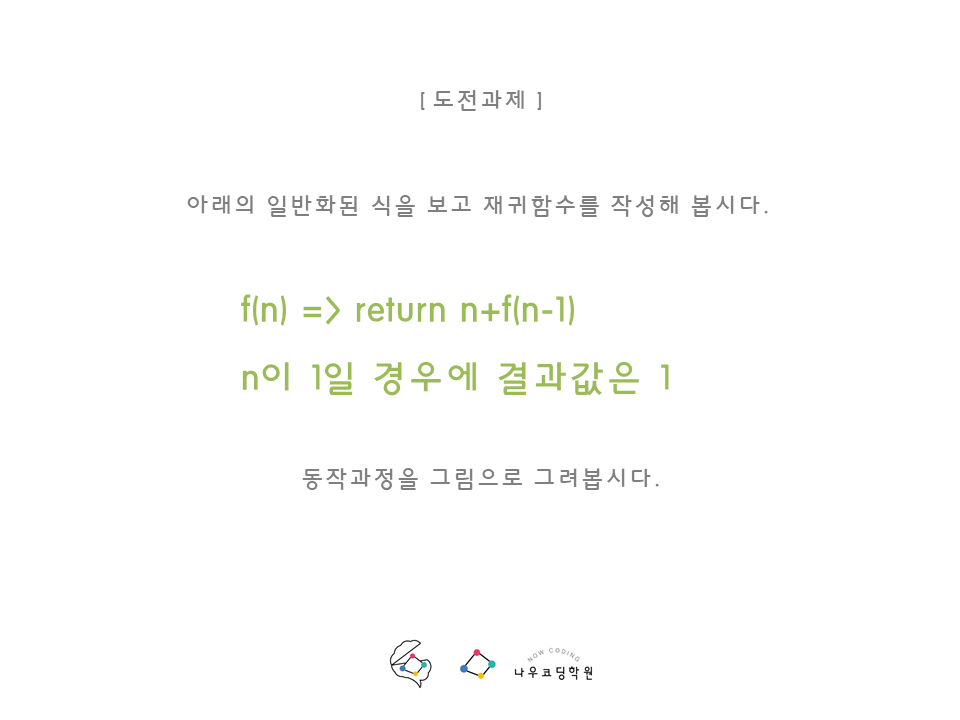 [ 도전과제 ]
아래의 일반화된 식을 보고 재귀함수를 작성해 봅시다.
f(n) => return n+f(n-1)
n이 1일 경우에 결과값은 1
동작과정을 그림으로 그려봅시다.
NOW CODING
나우코딩학원